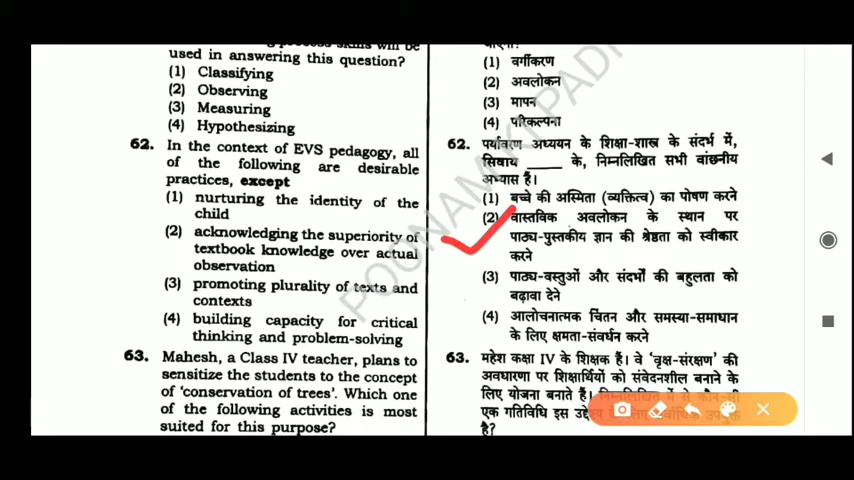 used in answering this question?
(1) Classifying
(2) Observing
(3) Measuring
(4) Hypothesizing
62. In the context of EVS pedagogy, all
of the following are desirable
practices, except
(1) nurturing the identity of the
child
(2) acknowledging the superiority of
textbook knowledge over actual
observation
(3) promoting plurality of texts and
contexts
(4) building capacity for critical
thinking and problem-solving
63. Mahesh, a Class IV teacher, plans to
sensitize the students to the concept
of ‘conservation of trees’. Which one
of the following activities is most
suited for this purpose?
(1) वर्गीकरण
(2) अवलोकन
(3) मापन
(4) परिकल्पना
62. पर्यावरण अध्ययन के शिक्षा-शास्त्र के संदर्भ में,
सिवाय ____ के, निम्नलिखित सभी वांछनीय
अभ्यास हैं।
(1) बच्चे की अस्मिता (व्यक्तित्व) का पोषण करने
(2) वास्तविक अवलोकन के स्थान पर
पाठ्य-पुस्तकीय ज्ञान की श्रेष्ठता को स्वीकार
करने
(3) पाठ्य-वस्तुओं और संदर्भों की बहुलता को
बढ़ावा देने
(4) आलोचनात्मक चिंतन और समस्या-समाधान
के लिए क्षमता-संवर्धन करने
63. महेश कक्षा IV के शिक्षक हैं। वे ‘वृक्ष-संरक्षण’ की
अवधारणा पर शिक्षार्थियों को संवेदनशील बनाने के
लिए योजना बनाते हैं।
एक गतिविधि इस
है?
POONAM KI PADH